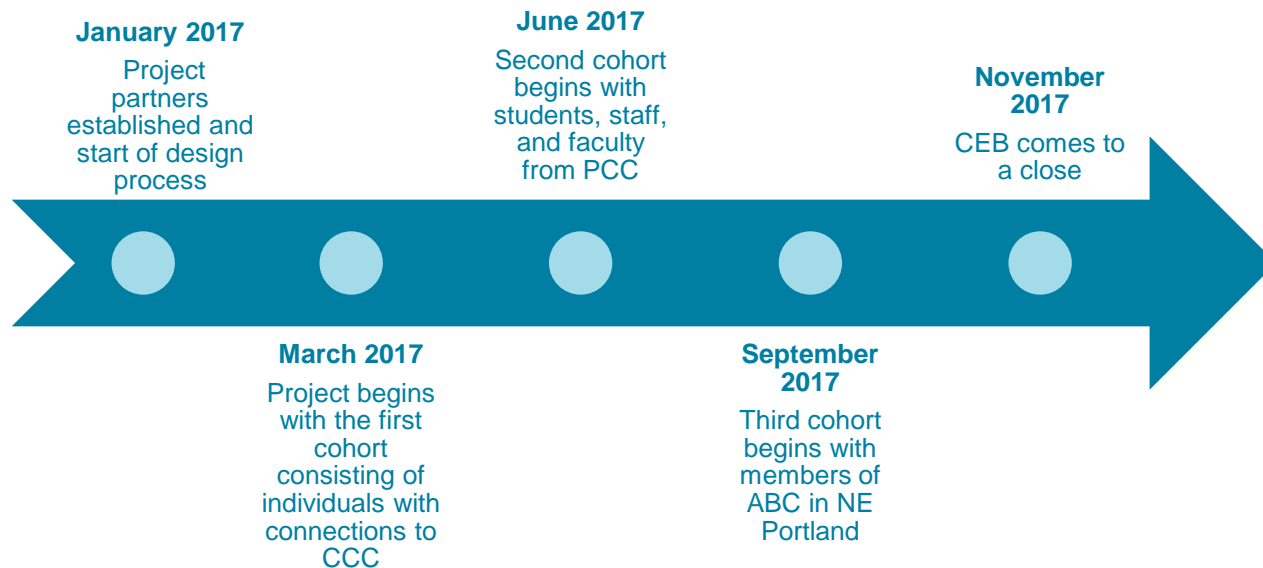 January 2017
Project
partners
established and
start of design
process
March 2017
Project begins
with the first
cohort
consisting of
individuals with
connections to
CCC
June 2017
Second cohort
begins with
students, staff,
and faculty
from PCC
September
2017
Third cohort
begins with
members of
ABC in NE
Portland
November
2017
CEB comes to
a close